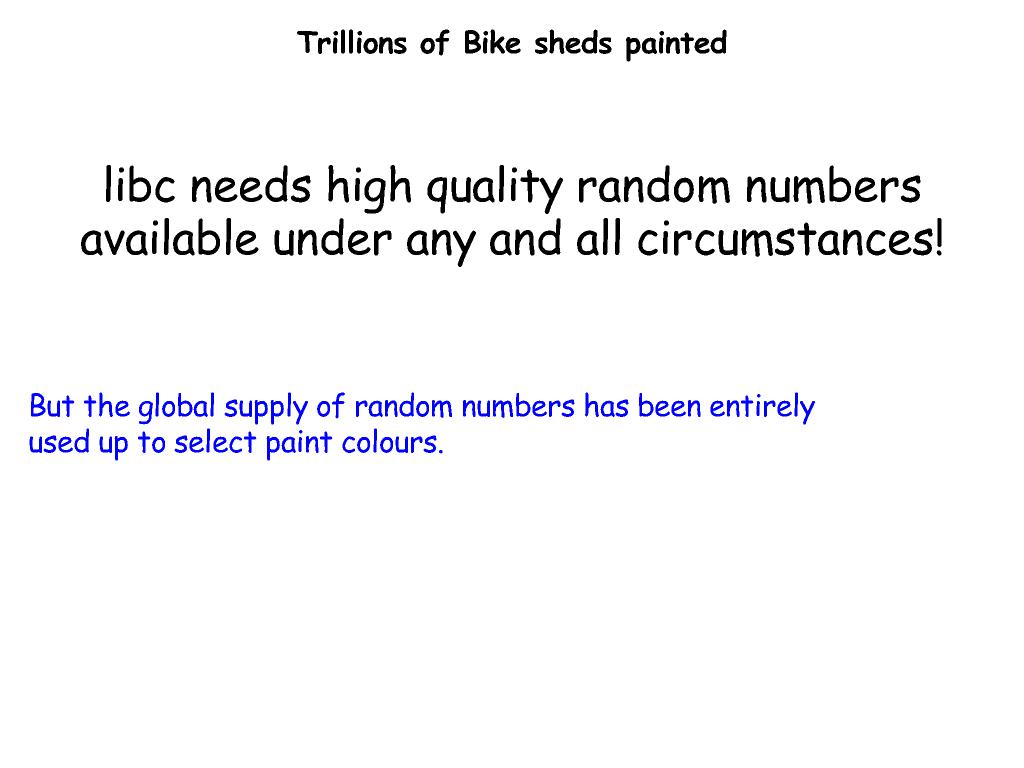 Trillions of Bike sheds painted
libc needs high quality random numbers
available under any and all circumstances!
But the global supply of random numbers has been entirely
used up to select paint colours.